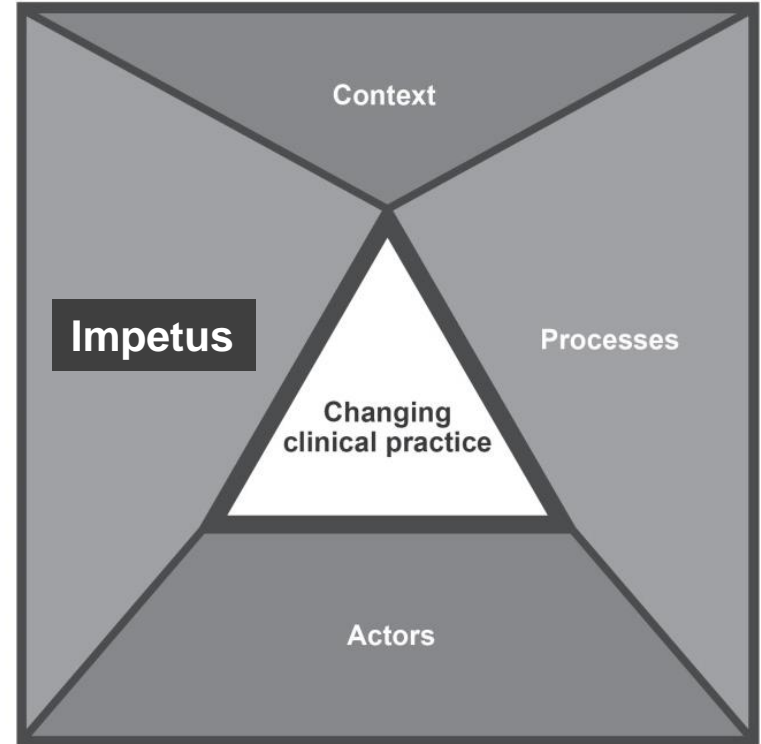 Context
Impetus
Processes
Changing
clinical practice
Actors